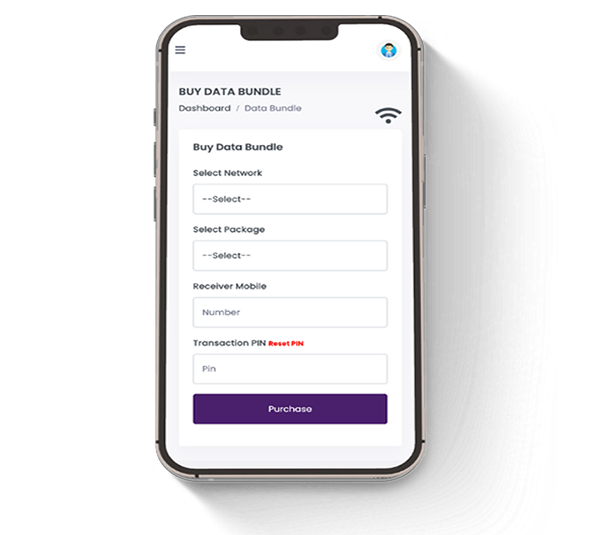 BUY DATA BUNDLE
Dashboard / Data Bundle
Buy Data Bundle
Select Network
--Select--
Select Package
--Select--
Receiver Mobile
Number
Transaction PIN Reset PIN
Pin
Purchase